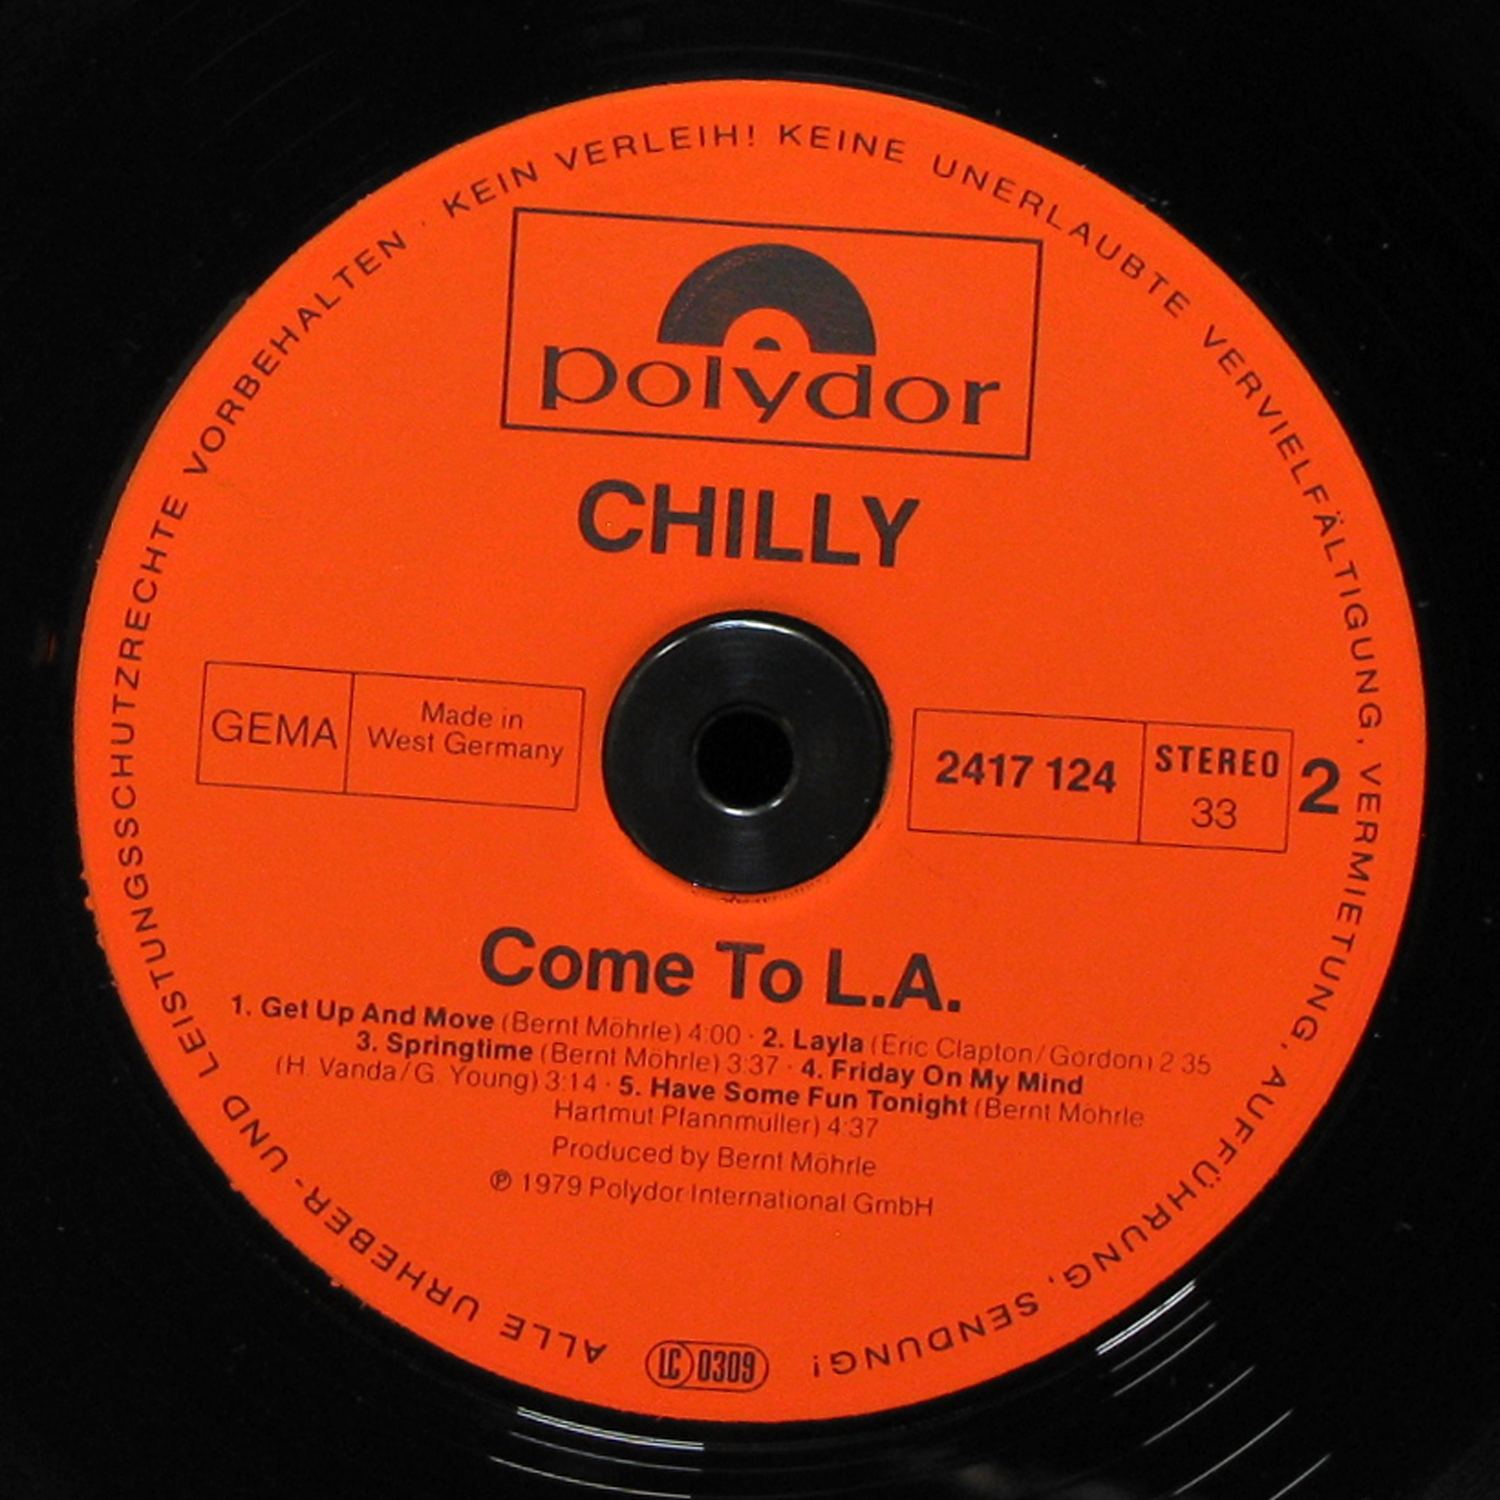 ALLE URHEBER- UND LEISTUNGSSCHUTZRECHTE VORBEHALTEN · KEIN VERLEIH! KEINE UNERLAUBTE VERVIELFÄLTIGUNG, VERMIETUNG, AUFFÜHRUNG, SENDUNG!
polydor
CHILLY
GEMA
Made in
West Germany
2417 124
STEREO
33
2
Come To L.A.
1. Get Up And Move (Bernt Möhrle) 4:00 · 2. Layla (Eric Clapton/Gordon) 2:35
3. Springtime (Bernt Möhrle) 3:37 · 4. Friday On My Mind
(H. Vanda/G. Young) 3:14 · 5. Have Some Fun Tonight (Bernt Möhrle
Hartmut Pfannmüller) 4:37
Produced by Bernt Möhrle
℗ 1979 Polydor International GmbH
LC 0309